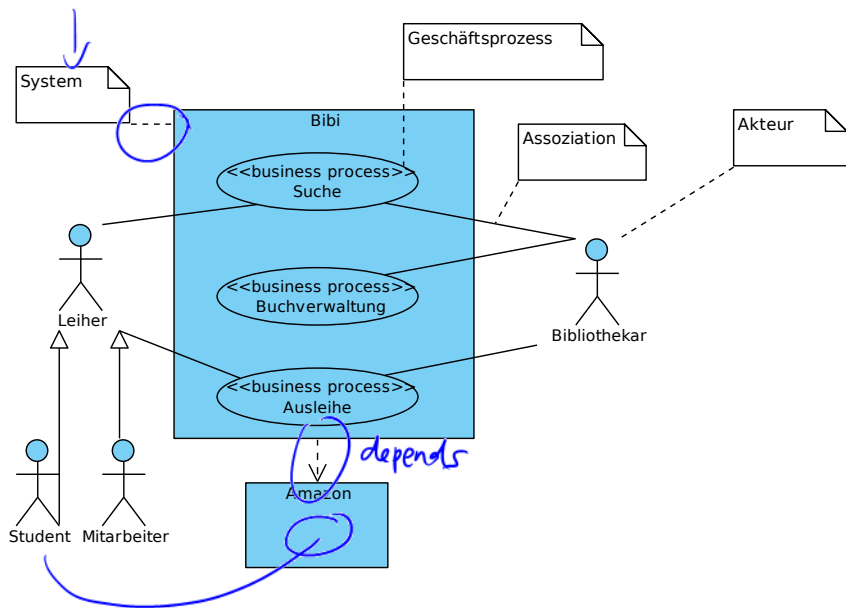 Geschäftsprozess
System
Bibi
Assoziation
Akteur
<<business process>>
Suche
Leiher
<<business process>>
Buchverwaltung
Bibliothekar
<<business process>>
Ausleihe
depends
Amazon
Student
Mitarbeiter